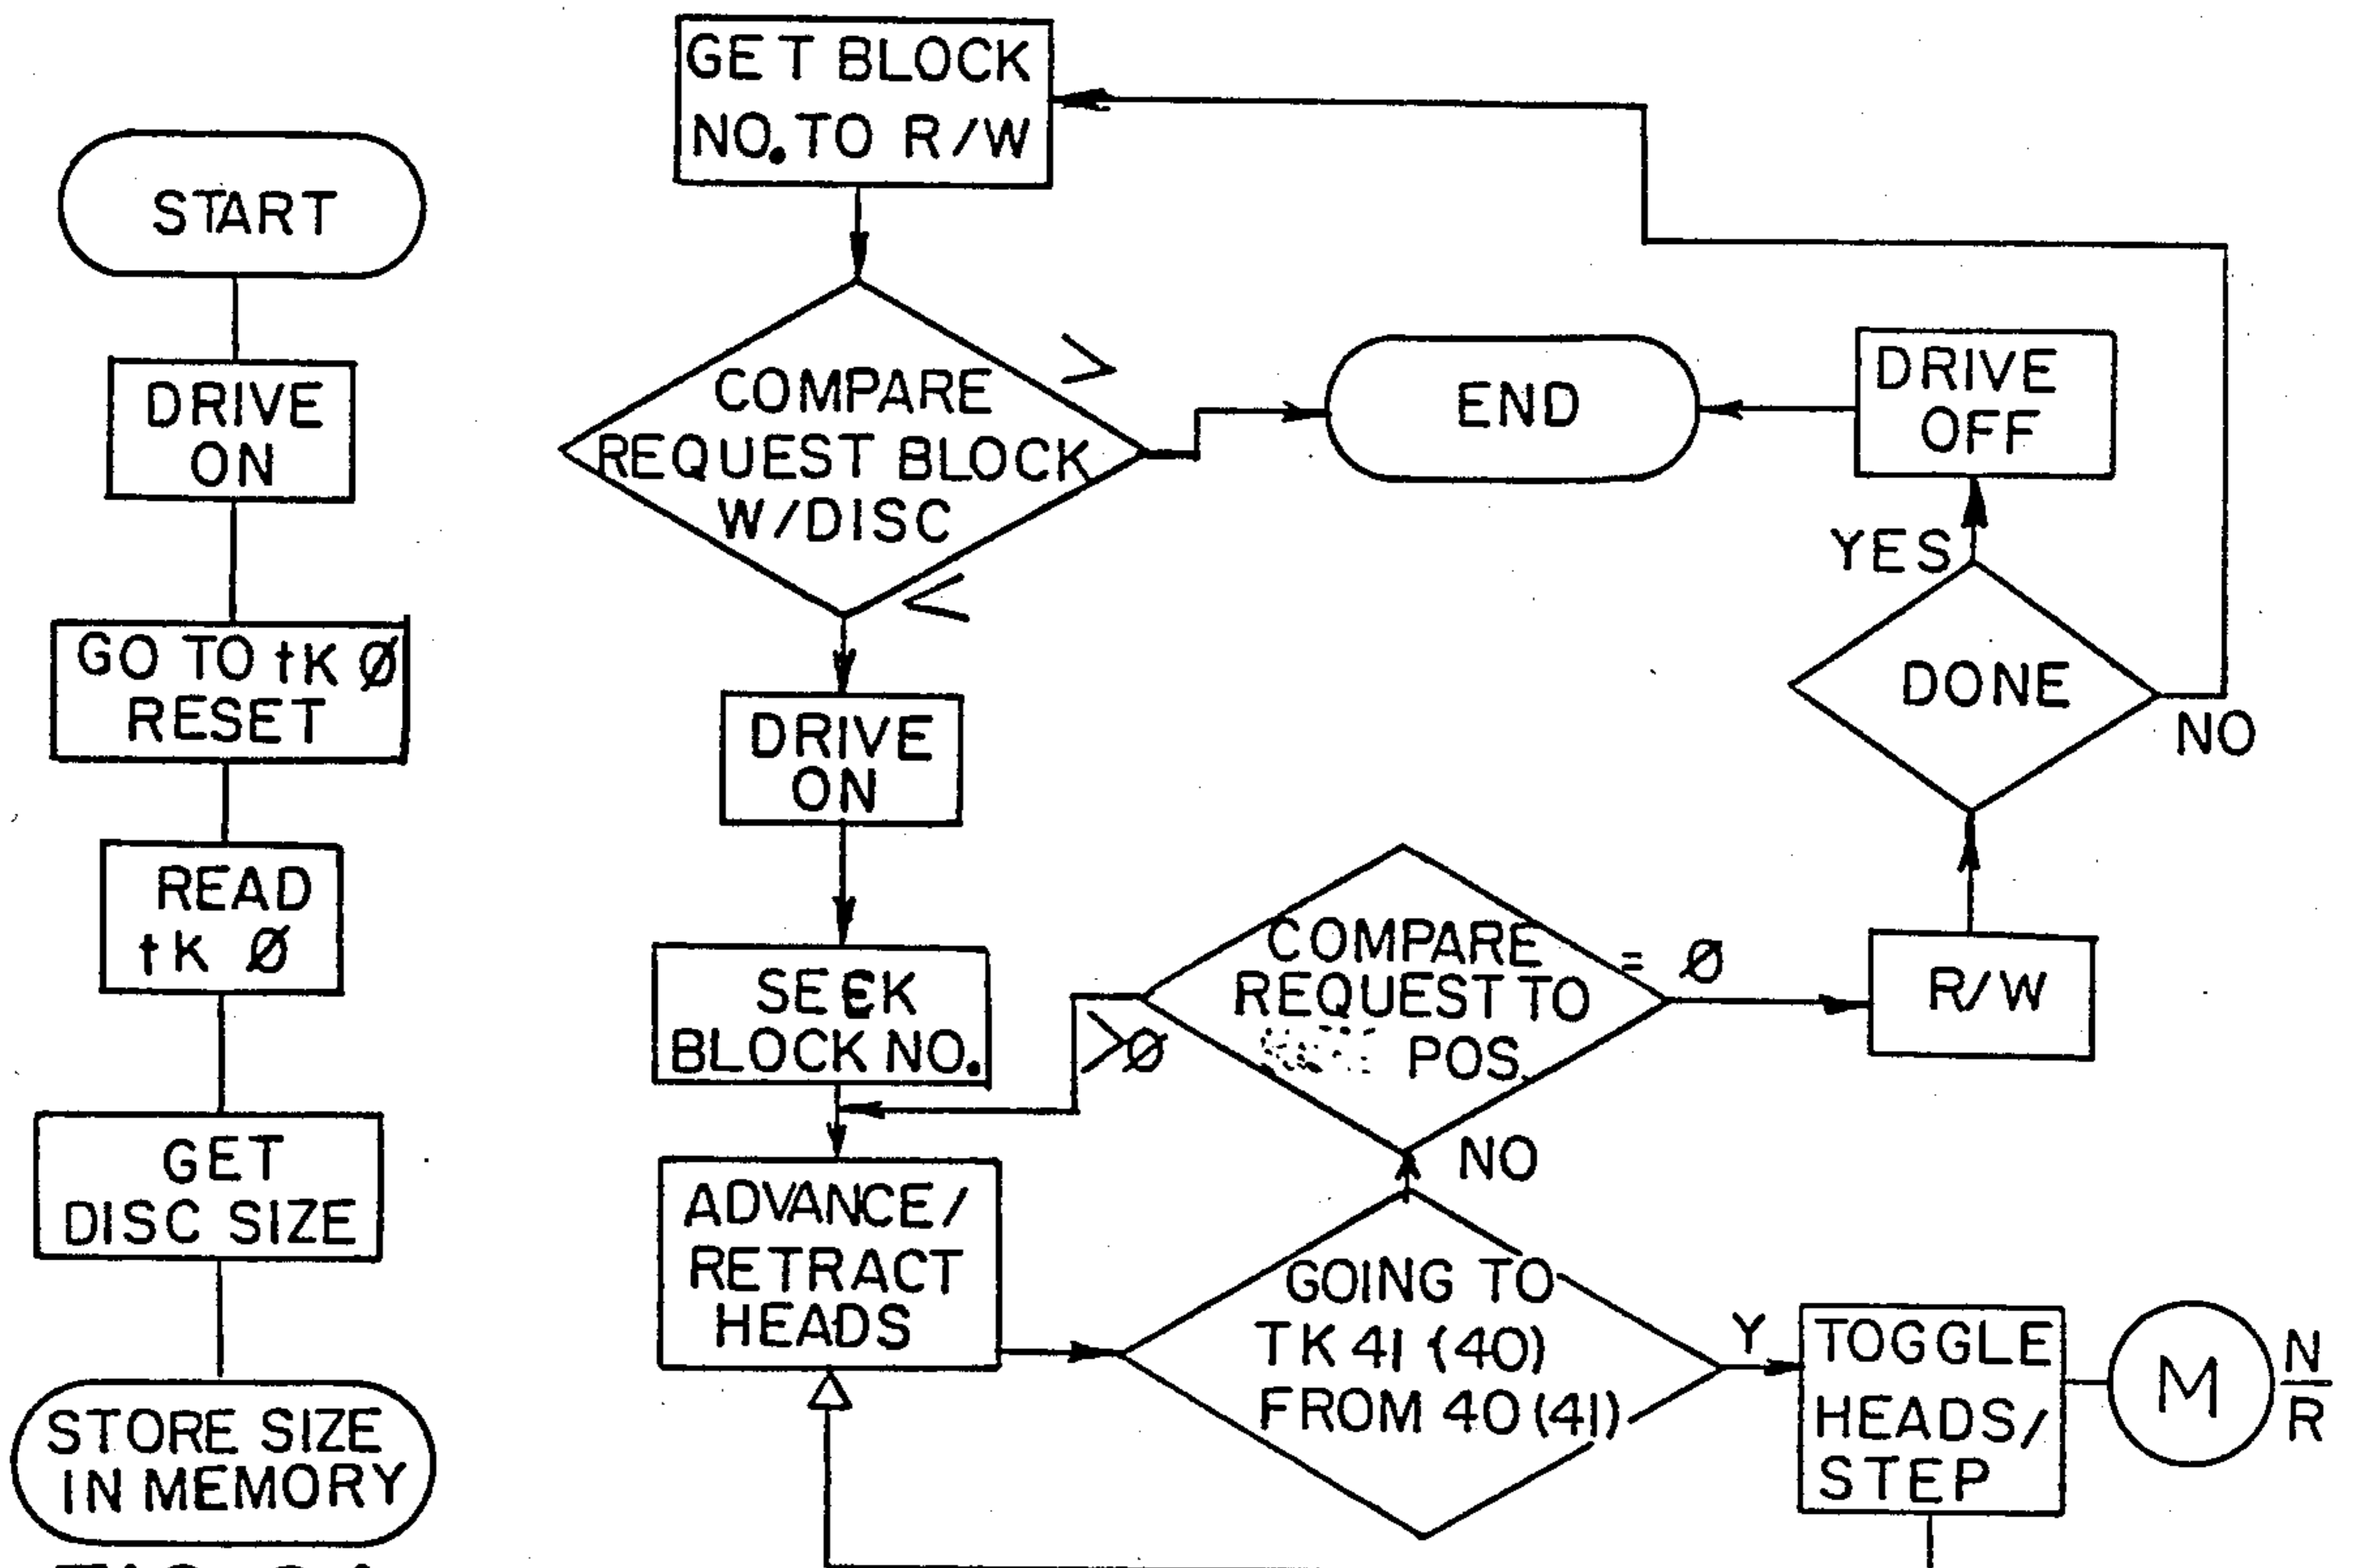 START
DRIVE
ON
GO TO tK Ø
RESET
READ
tK Ø
GET
DISC SIZE
STORE SIZE
IN MEMORY
GET BLOCK
NO. TO R/W
COMPARE
REQUEST BLOCK
W/DISC
>
<
END
DRIVE
ON
SEEK
BLOCK NO.
ADVANCE/
RETRACT
HEADS
GOING TO
TK 41 (40)
FROM 40 (41)
Y
NO
TOGGLE
HEADS/
STEP
M
N
R
COMPARE
REQUEST TO
POS.
>Ø
= Ø
R/W
DONE
YES
NO
DRIVE
OFF